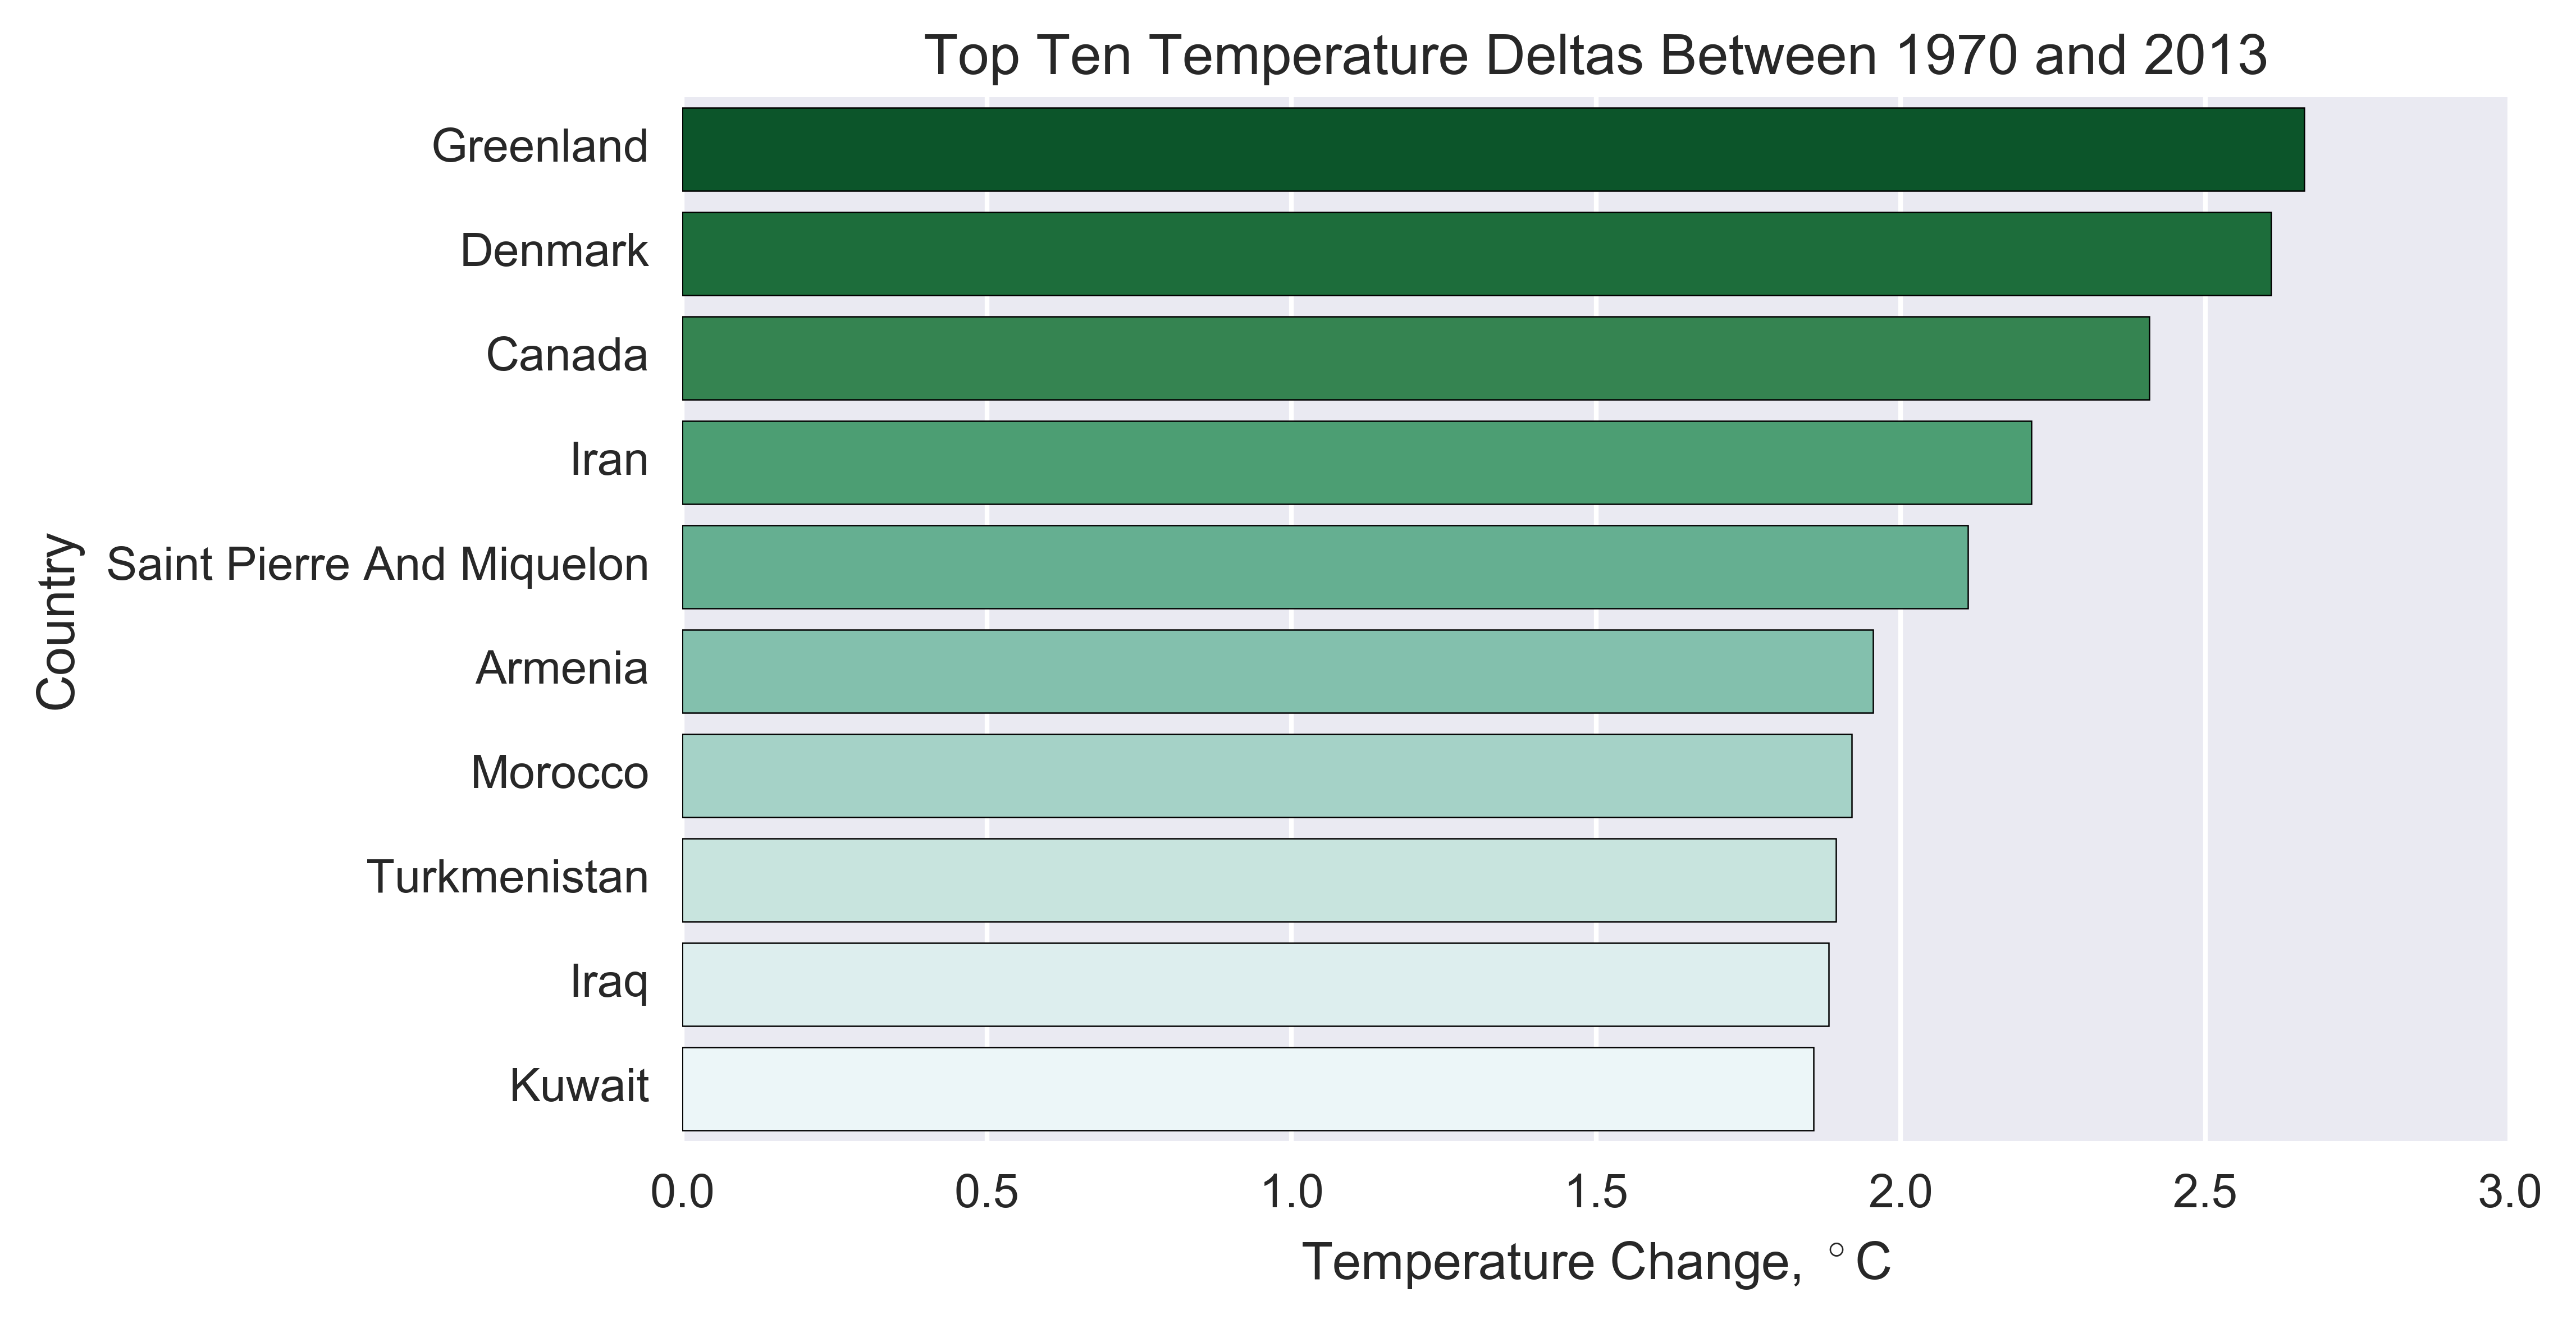 Top Ten Temperature Deltas Between 1970 and 2013
Greenland
Denmark
Canada
Iran
Saint Pierre And Miquelon
Armenia
Morocco
Turkmenistan
Iraq
Kuwait
Country
0.0 0.5 1.0 1.5 2.0 2.5 3.0
Temperature Change, °C